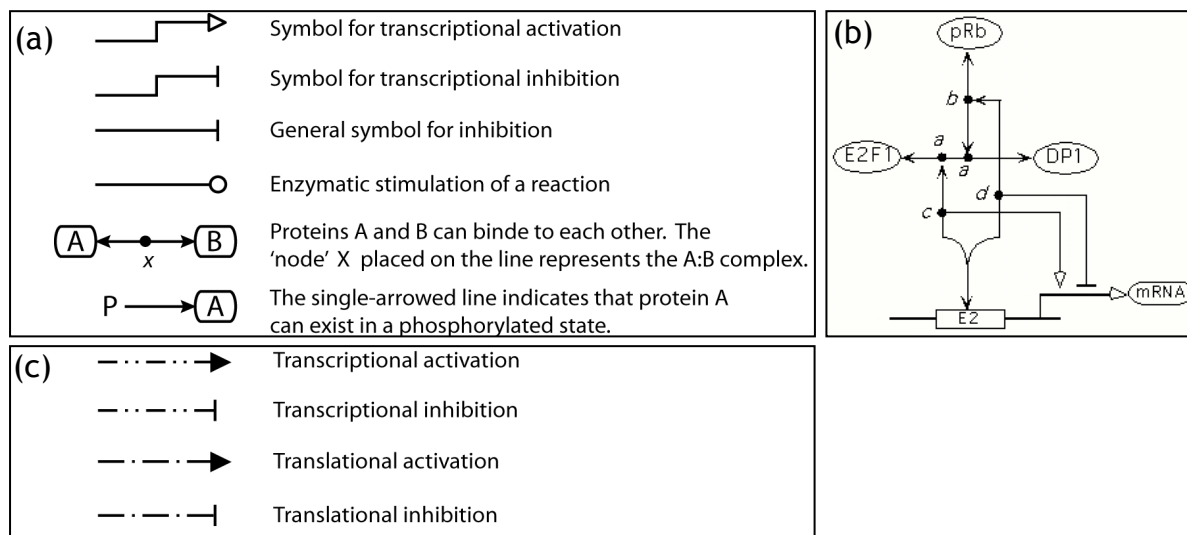 (a)
Symbol for transcriptional activation
Symbol for transcriptional inhibition
General symbol for inhibition
Enzymatic stimulation of a reaction
A B
x
Proteins A and B can binde to each other. The
'node' X placed on the line represents the A:B complex.
P A
The single-arrowed line indicates that protein A
can exist in a phosphorylated state.
(b)
pRb
b
a
E2F1
a
DP1
d
c
mRNA
E2
(c)
Transcriptional activation
Transcriptional inhibition
Translational activation
Translational inhibition